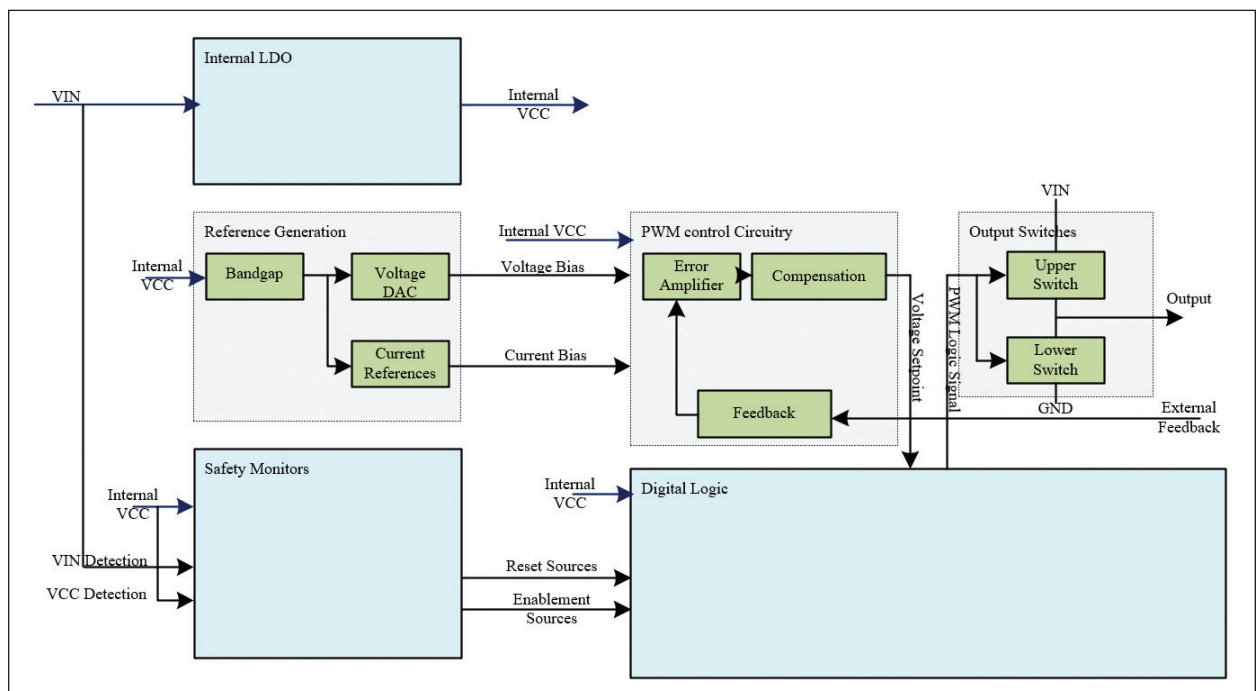 Internal LDO
VIN
Internal
VCC
Reference Generation
Internal
VCC
Bandgap
Voltage
DAC
Current
References
Internal VCC
Voltage Bias
Current Bias
PWM control Circuitry
Error
Amplifier
Compensation
Feedback
Voltage Setpoint
PWM Logic Signal
VIN
Output Switches
Upper
Switch
Output
Lower
Switch
GND
External
Feedback
Safety Monitors
Internal
VCC
VIN Detection
VCC Detection
Reset Sources
Enablement
Sources
Internal
VCC
Digital Logic